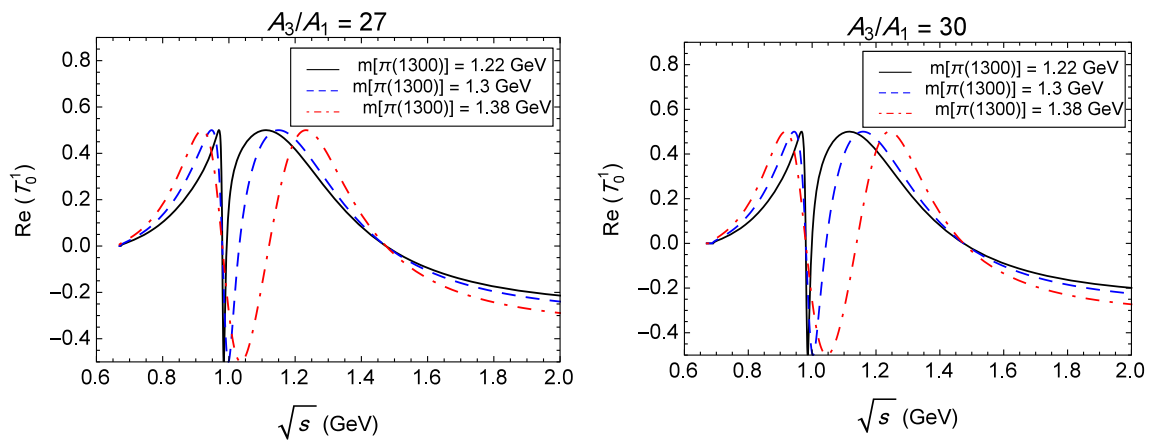 A₃/A₁ = 27
m[π(1300)] = 1.22 GeV
m[π(1300)] = 1.3 GeV
m[π(1300)] = 1.38 GeV
Re (T₀¹)
0.8
0.6
0.4
0.2
0.0
−0.2
−0.4
0.6 0.8 1.0 1.2 1.4 1.6 1.8 2.0
√s (GeV)
A₃/A₁ = 30
m[π(1300)] = 1.22 GeV
m[π(1300)] = 1.3 GeV
m[π(1300)] = 1.38 GeV
Re (T₀¹)
0.8
0.6
0.4
0.2
0.0
−0.2
−0.4
0.6 0.8 1.0 1.2 1.4 1.6 1.8 2.0
√s (GeV)